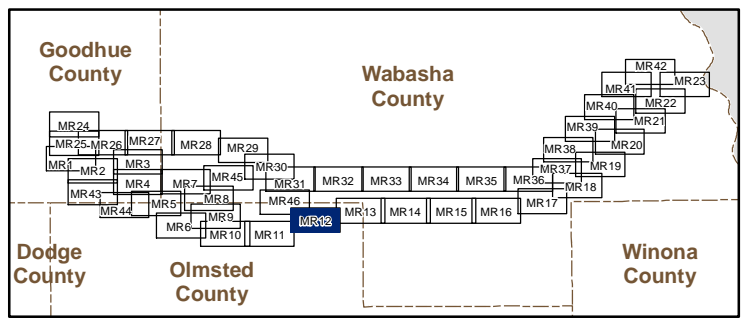 Goodhue
County
Wabasha
County
MR42
MR41
MR23
MR22
MR40
MR21
MR39
MR20
MR24
MR25
MR26
MR27
MR28
MR29
MR38
MR1
MR2
MR3
MR30
MR37
MR19
MR45
MR31
MR32
MR33
MR34
MR35
MR36
MR4
MR7
MR18
MR43
MR8
MR46
MR17
MR44
MR5
MR9
MR12
MR13
MR14
MR15
MR16
MR6
MR10
MR11
Dodge
County
Olmsted
County
Winona
County